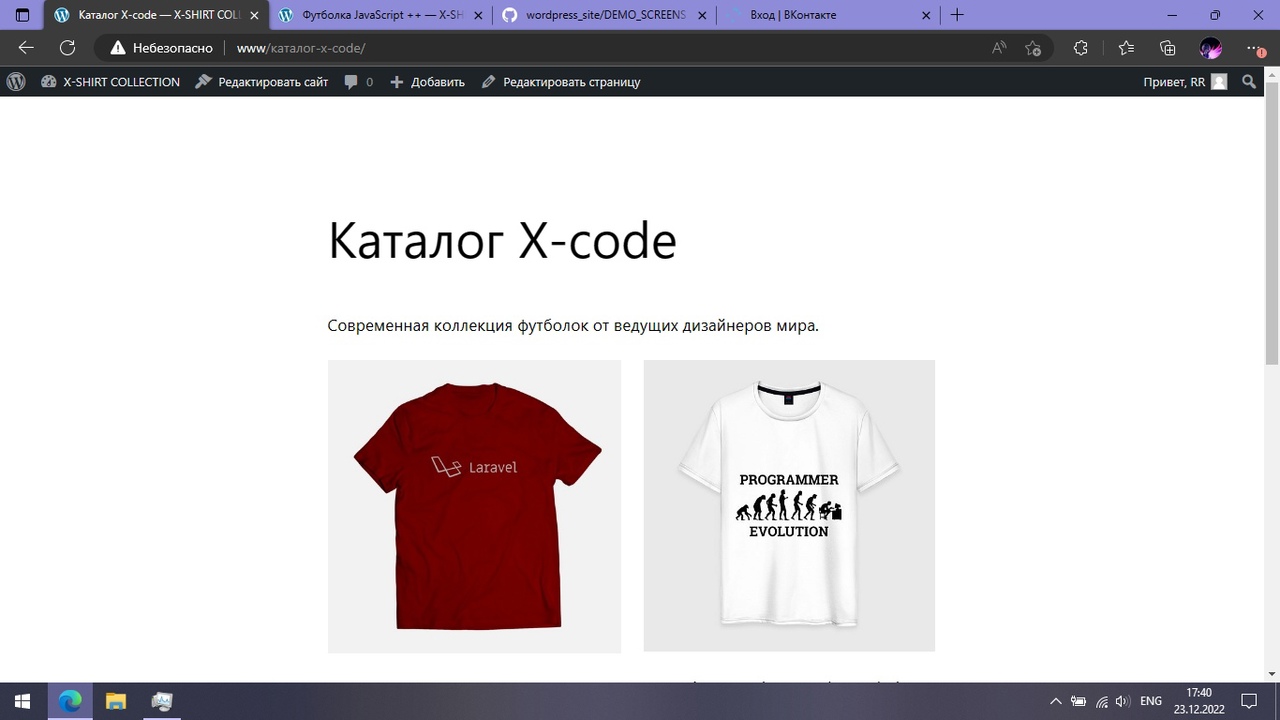 Каталог X-code — X-SHIRT COLL
Футболка JavaScript ++ — X-SH
wordpress_site/DEMO_SCREENS
Вход | ВКонтакте
Небезопасно
www/каталог-x-code/
X-SHIRT COLLECTION
Редактировать сайт
0
Добавить
Редактировать страницу
Привет, RR
Каталог X-code
Современная коллекция футболок от ведущих дизайнеров мира.
Laravel
PROGRAMMER
EVOLUTION
ENG
17:40
23.12.2022